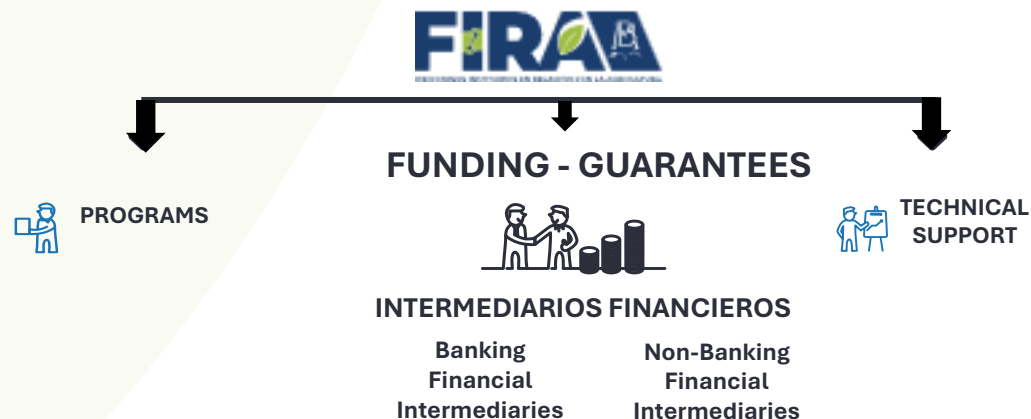 FIRA
FUNDING - GUARANTEES
PROGRAMS
TECHNICAL
SUPPORT
INTERMEDIARIOS FINANCIEROS
Banking
Financial
Intermediaries
Non-Banking
Financial
Intermediaries